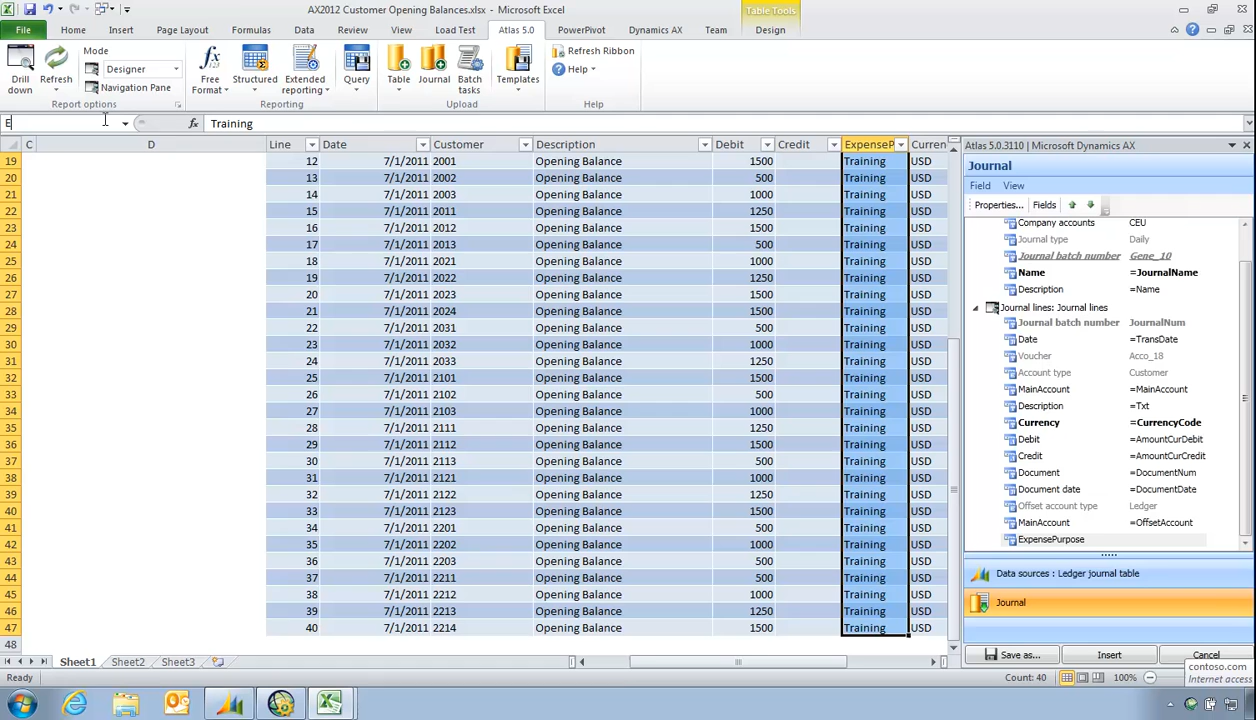 AX2012 Customer Opening Balances.xlsx - Microsoft Excel
Table Tools
File Home Insert Page Layout Formulas Data Review View Load Test Atlas 5.0 PowerPivot Dynamics AX Team Design
Drill down
Refresh
Mode
Designer
Navigation Pane
Report options
Free Format
Structured
Extended reporting
Reporting
Query
Table
Journal
Batch tasks
Upload
Templates
Refresh Ribbon
Help
Help
E fx Training
C D Line Date Customer Description Debit Credit ExpenseP Curren
19 12 7/1/2011 2001 Opening Balance 1500 Training USD
20 13 7/1/2011 2002 Opening Balance 500 Training USD
21 14 7/1/2011 2003 Opening Balance 1000 Training USD
22 15 7/1/2011 2011 Opening Balance 1250 Training USD
23 16 7/1/2011 2012 Opening Balance 1500 Training USD
24 17 7/1/2011 2013 Opening Balance 500 Training USD
25 18 7/1/2011 2021 Opening Balance 1000 Training USD
26 19 7/1/2011 2022 Opening Balance 1250 Training USD
27 20 7/1/2011 2023 Opening Balance 1500 Training USD
28 21 7/1/2011 2024 Opening Balance 1500 Training USD
29 22 7/1/2011 2031 Opening Balance 500 Training USD
30 23 7/1/2011 2032 Opening Balance 1000 Training USD
31 24 7/1/2011 2033 Opening Balance 1250 Training USD
32 25 7/1/2011 2101 Opening Balance 1500 Training USD
33 26 7/1/2011 2102 Opening Balance 500 Training USD
34 27 7/1/2011 2103 Opening Balance 1000 Training USD
35 28 7/1/2011 2111 Opening Balance 1250 Training USD
36 29 7/1/2011 2112 Opening Balance 1500 Training USD
37 30 7/1/2011 2113 Opening Balance 500 Training USD
38 31 7/1/2011 2121 Opening Balance 1000 Training USD
39 32 7/1/2011 2122 Opening Balance 1250 Training USD
40 33 7/1/2011 2123 Opening Balance 1500 Training USD
41 34 7/1/2011 2201 Opening Balance 500 Training USD
42 35 7/1/2011 2202 Opening Balance 1000 Training USD
43 36 7/1/2011 2203 Opening Balance 500 Training USD
44 37 7/1/2011 2211 Opening Balance 500 Training USD
45 38 7/1/2011 2212 Opening Balance 1000 Training USD
46 39 7/1/2011 2213 Opening Balance 1250 Training USD
47 40 7/1/2011 2214 Opening Balance 1500 Training USD
48
Sheet1 Sheet2 Sheet3
Ready Count: 40 100%
Atlas 5.0.3110 | Microsoft Dynamics AX
Journal
Field View
Properties... Fields
Company accounts CEU
Journal type Daily
Journal batch number Gene_10
Name =JournalName
Description =Name
Journal lines: Journal lines
Journal batch number JournalNum
Date =TransDate
Voucher Acco_18
Account type Customer
MainAccount =MainAccount
Description =Txt
Currency =CurrencyCode
Debit =AmountCurDebit
Credit =AmountCurCredit
Document =DocumentNum
Document date =DocumentDate
Offset account type Ledger
MainAccount =OffsetAccount
ExpensePurpose
Data sources : Ledger journal table
Journal
Save as... Insert Cancel
contoso.com
Internet access